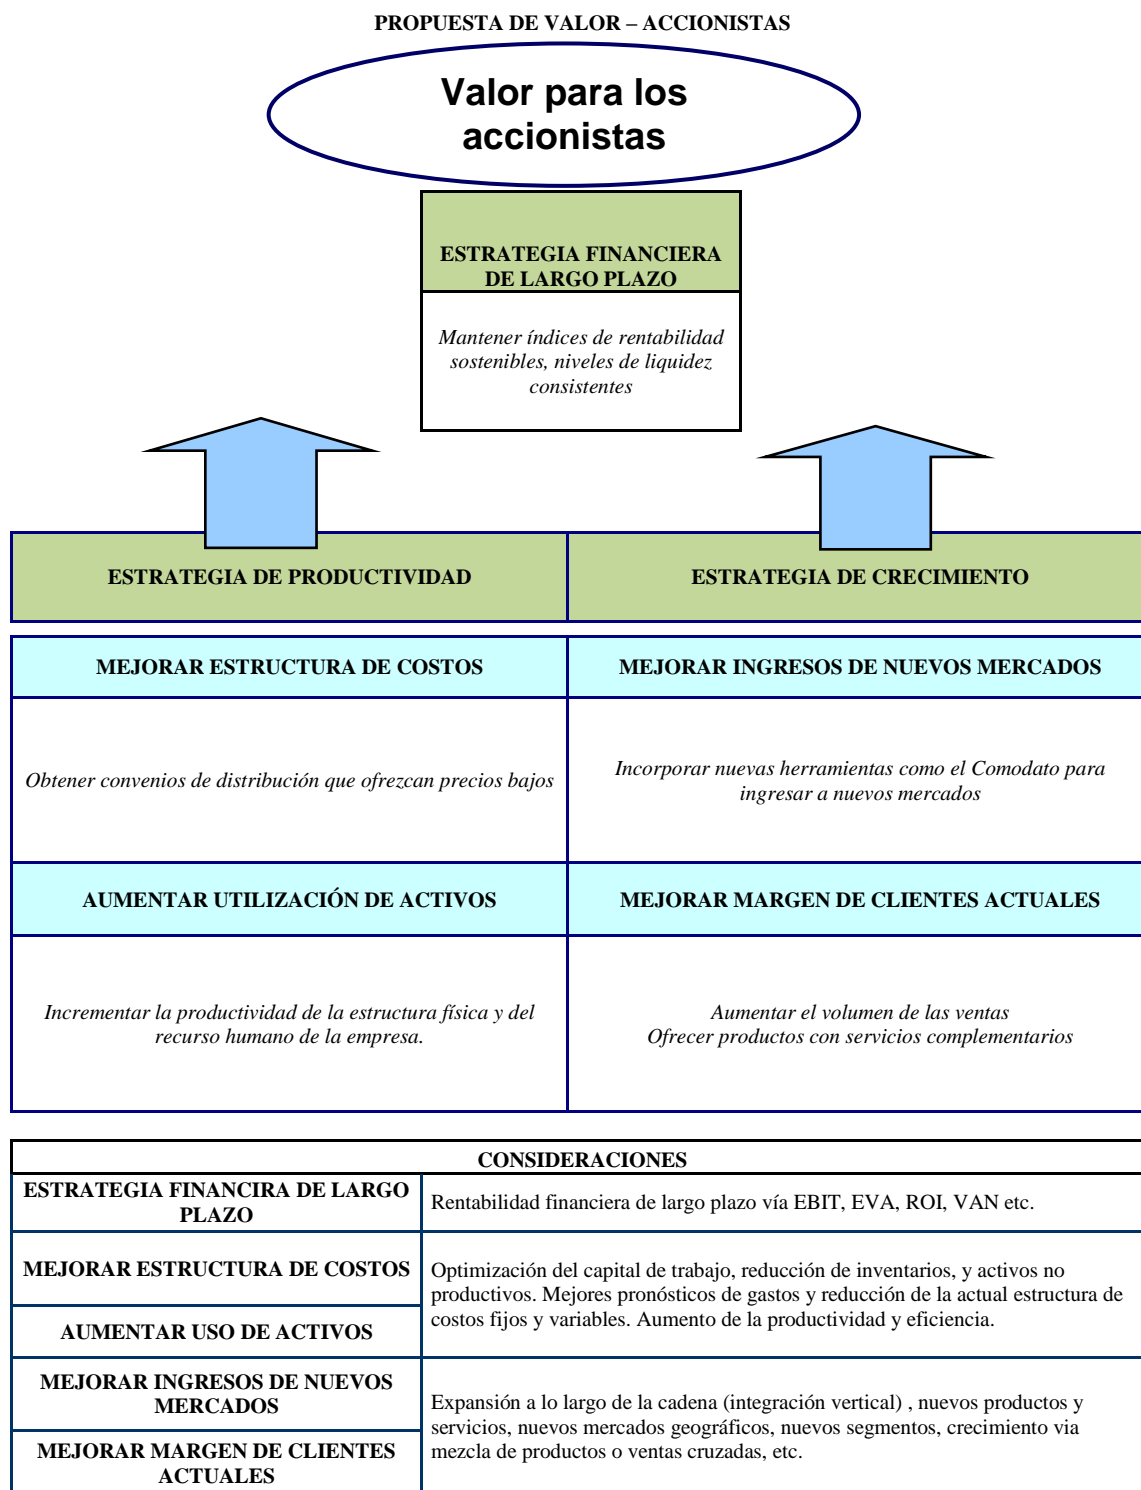 PROPUESTA DE VALOR – ACCIONISTAS
Valor para los
accionistas
ESTRATEGIA FINANCIERA
DE LARGO PLAZO
Mantener índices de rentabilidad
sostenibles, niveles de liquidez
consistentes
ESTRATEGIA DE PRODUCTIVIDAD
ESTRATEGIA DE CRECIMIENTO
MEJORAR ESTRUCTURA DE COSTOS
MEJORAR INGRESOS DE NUEVOS MERCADOS
Obtener convenios de distribución que ofrezcan precios bajos
Incorporar nuevas herramientas como el Comodato para
ingresar a nuevos mercados
AUMENTAR UTILIZACIÓN DE ACTIVOS
MEJORAR MARGEN DE CLIENTES ACTUALES
Incrementar la productividad de la estructura física y del
recurso humano de la empresa.
Aumentar el volumen de las ventas
Ofrecer productos con servicios complementarios
CONSIDERACIONES
ESTRATEGIA FINANCIRA DE LARGO
PLAZO
Rentabilidad financiera de largo plazo vía EBIT, EVA, ROI, VAN etc.
MEJORAR ESTRUCTURA DE COSTOS
AUMENTAR USO DE ACTIVOS
Optimización del capital de trabajo, reducción de inventarios, y activos no
productivos. Mejores pronósticos de gastos y reducción de la actual estructura de
costos fijos y variables. Aumento de la productividad y eficiencia.
MEJORAR INGRESOS DE NUEVOS
MERCADOS
MEJORAR MARGEN DE CLIENTES
ACTUALES
Expansión a lo largo de la cadena (integración vertical) , nuevos productos y
servicios, nuevos mercados geográficos, nuevos segmentos, crecimiento via
mezcla de productos o ventas cruzadas, etc.